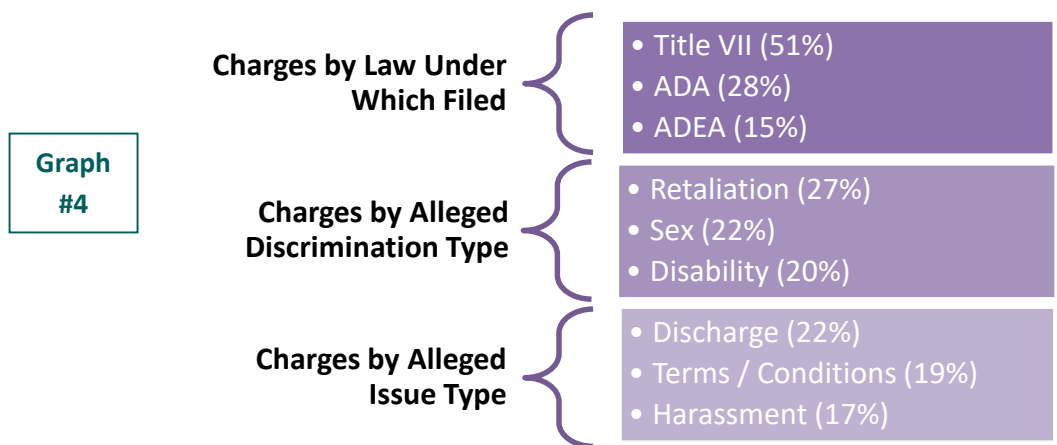 Graph
#4
Charges by Law Under
Which Filed
• Title VII (51%)
• ADA (28%)
• ADEA (15%)
Charges by Alleged
Discrimination Type
• Retaliation (27%)
• Sex (22%)
• Disability (20%)
Charges by Alleged
Issue Type
• Discharge (22%)
• Terms / Conditions (19%)
• Harassment (17%)